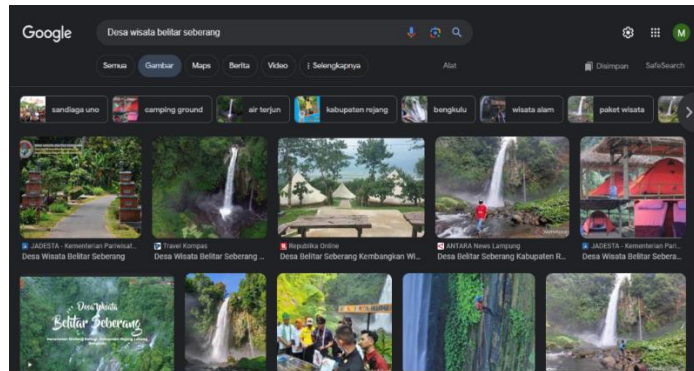 Google
Desa wisata belitar seberang
M
Semua Gambar Maps Berita Video Selengkapnya Alat Disimpan SafeSearch
sandiaga uno camping ground air terjun kabupaten rejang bengkulu wisata alam paket wisata
JADESTA - Kementerian Pariwisat...
Desa Wisata Belitar Seberang
Travel Kompas
Desa Wisata Belitar Seberang ...
Republika Online
Desa Belitar Seberang Kembangkan Wi...
ANTARA News Lampung
Desa Belitar Seberang Kabupaten R...
JADESTA - Kementerian Pari...
Desa Wisata Belitar Sebera...
Desa Wisata
Belitar Seberang